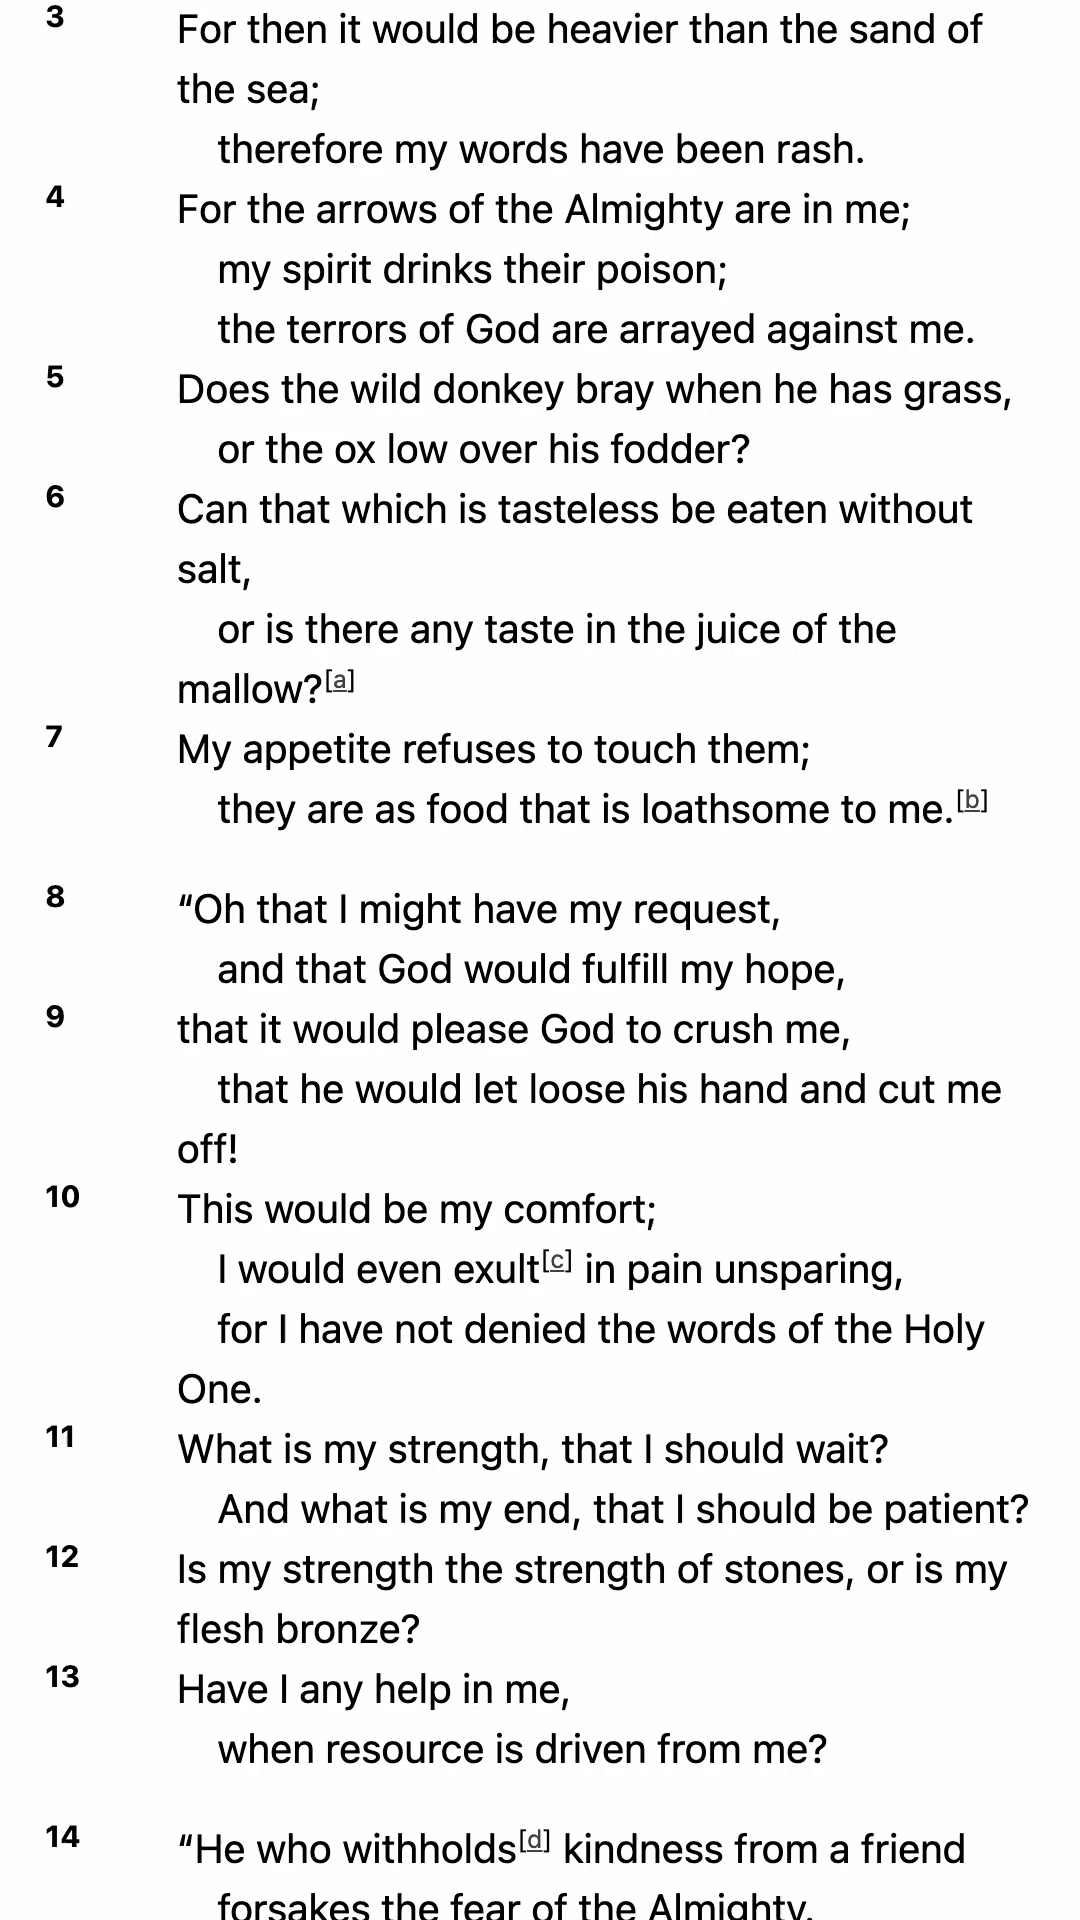 3 For then it would be heavier than the sand of
the sea;
therefore my words have been rash.
4 For the arrows of the Almighty are in me;
my spirit drinks their poison;
the terrors of God are arrayed against me.
5 Does the wild donkey bray when he has grass,
or the ox low over his fodder?
6 Can that which is tasteless be eaten without
salt,
or is there any taste in the juice of the
mallow?[a]
7 My appetite refuses to touch them;
they are as food that is loathsome to me.[b]
8 “Oh that I might have my request,
and that God would fulfill my hope,
9 that it would please God to crush me,
that he would let loose his hand and cut me
off!
10 This would be my comfort;
I would even exult[c] in pain unsparing,
for I have not denied the words of the Holy
One.
11 What is my strength, that I should wait?
And what is my end, that I should be patient?
12 Is my strength the strength of stones, or is my
flesh bronze?
13 Have I any help in me,
when resource is driven from me?
14 “He who withholds[d] kindness from a friend
forsakes the fear of the Almighty.